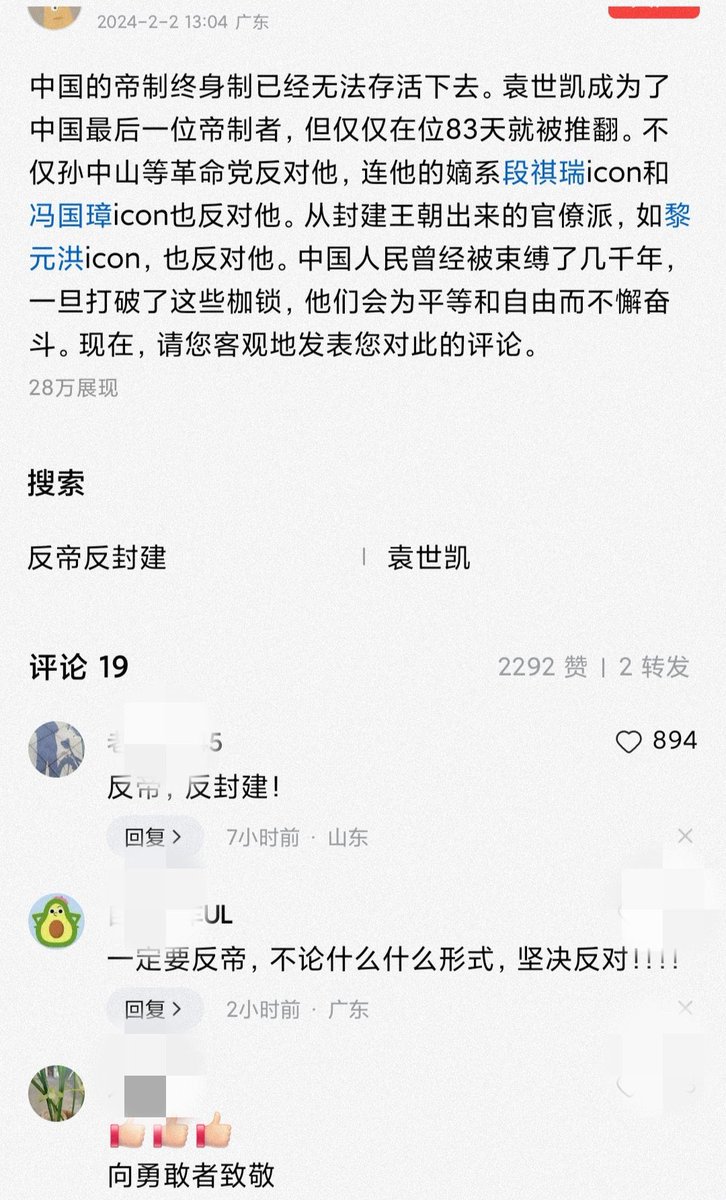 2024-2-2 13:04 广东
中国的帝制终身制已经无法存活下去。袁世凯成为了
中国最后一位帝制者，但仅仅在位83天就被推翻。不
仅孙中山等革命党反对他，连他的嫡系段祺瑞icon和
冯国璋icon也反对他。从封建王朝出来的官僚派，如黎
元洪icon，也反对他。中国人民曾经被束缚了几千年，
一旦打破了这些枷锁，他们会为平等和自由而不懈奋
斗。现在，请您客观地发表您对此的评论。
28万展现
搜索
反帝反封建 | 袁世凯
评论 19 2292 赞 | 2 转发
5 894
反帝，反封建！
回复 > 7小时前 · 山东
UL
一定要反帝，不论什么什么形式，坚决反对!!!!
回复 > 2小时前 · 广东
👍👍👍
向勇敢者致敬